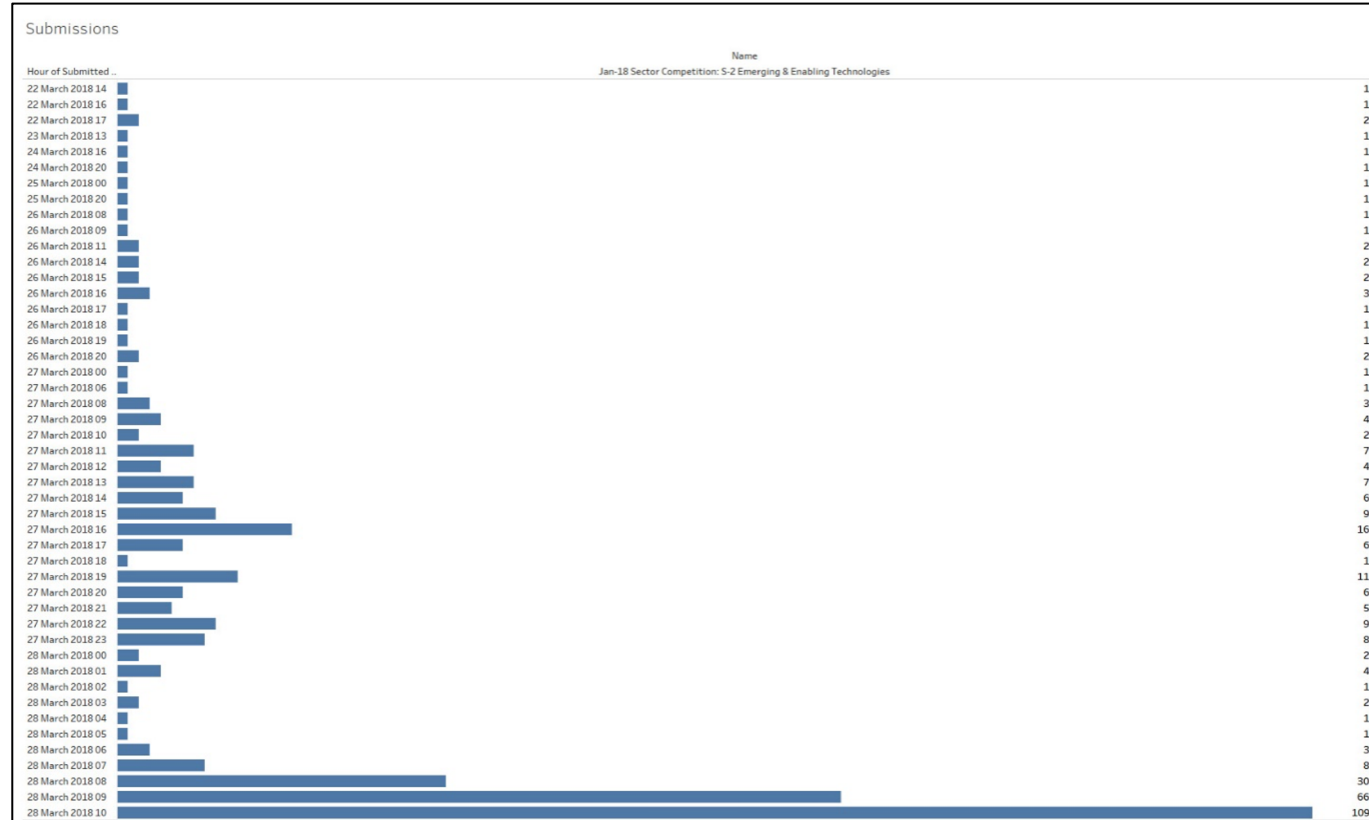 Submissions
Name
Hour of Submitted .. Jan-18 Sector Competition: S-2 Emerging & Enabling Technologies
22 March 2018 14 1
22 March 2018 16 1
22 March 2018 17 2
23 March 2018 13 1
24 March 2018 16 1
24 March 2018 20 1
25 March 2018 00 1
25 March 2018 20 1
26 March 2018 08 1
26 March 2018 09 1
26 March 2018 11 2
26 March 2018 14 2
26 March 2018 15 2
26 March 2018 16 3
26 March 2018 17 1
26 March 2018 18 1
26 March 2018 19 1
26 March 2018 20 2
27 March 2018 00 1
27 March 2018 06 1
27 March 2018 08 3
27 March 2018 09 4
27 March 2018 10 2
27 March 2018 11 7
27 March 2018 12 4
27 March 2018 13 7
27 March 2018 14 6
27 March 2018 15 9
27 March 2018 16 16
27 March 2018 17 6
27 March 2018 18 1
27 March 2018 19 11
27 March 2018 20 6
27 March 2018 21 5
27 March 2018 22 9
27 March 2018 23 8
28 March 2018 00 2
28 March 2018 01 4
28 March 2018 02 1
28 March 2018 03 2
28 March 2018 04 1
28 March 2018 05 1
28 March 2018 06 3
28 March 2018 07 8
28 March 2018 08 30
28 March 2018 09 66
28 March 2018 10 109